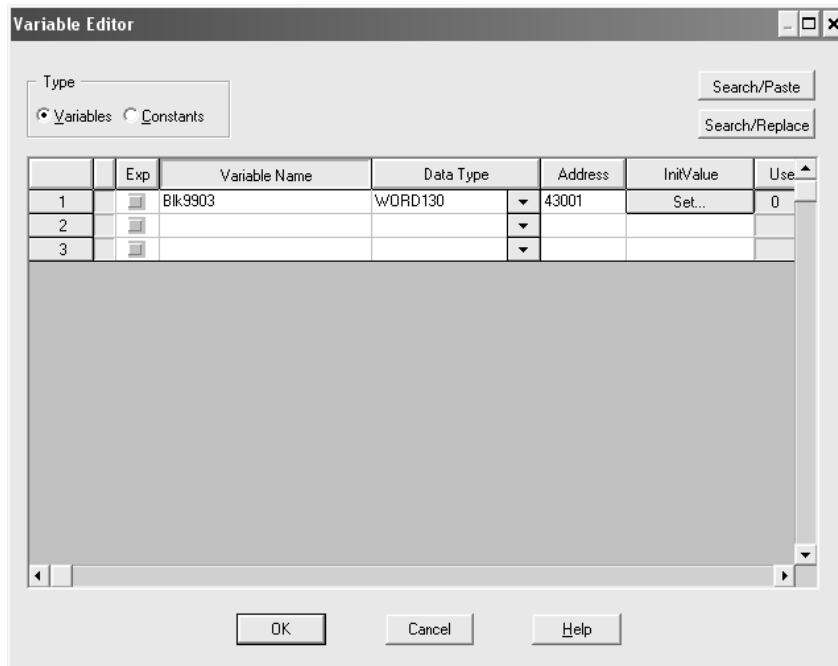 Variable Editor
Type
Variables Constants
Search/Paste
Search/Replace
Exp Variable Name Data Type Address InitValue Use
1 Blk9903 WORD130 43001 Set... 0
2
3
OK Cancel Help